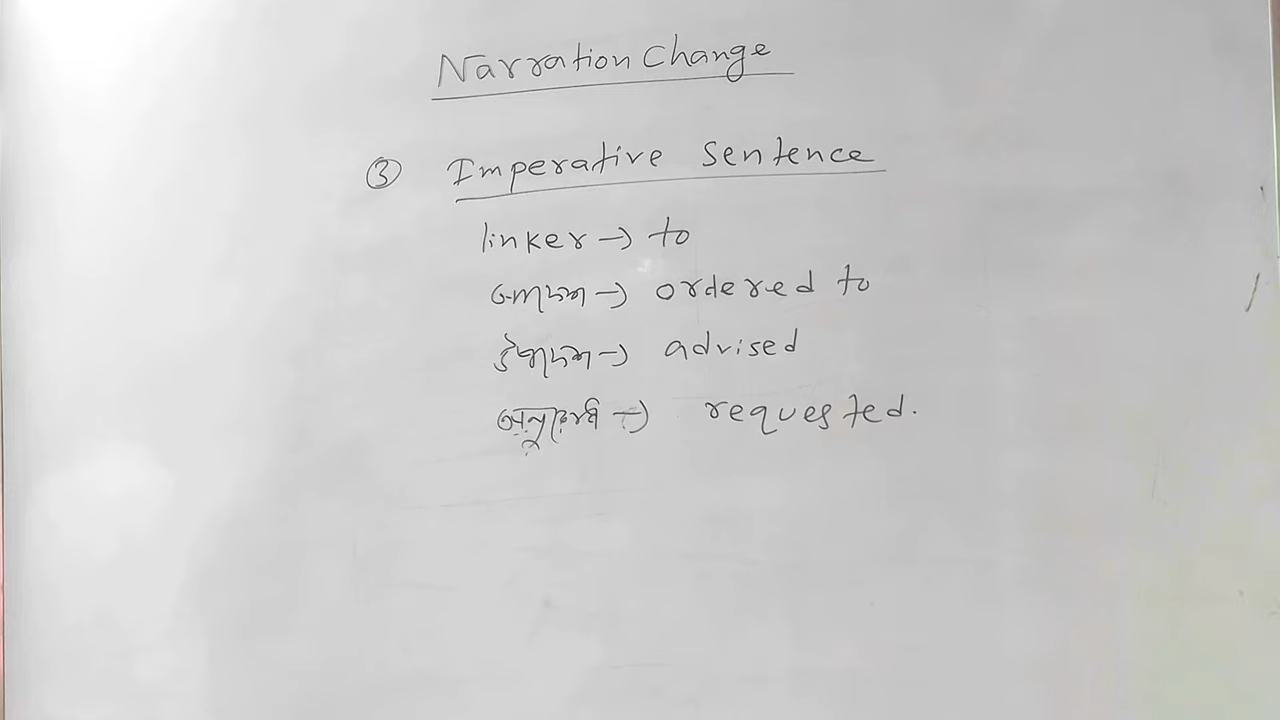 Narration Change
③ Imperative Sentence
linker → to
আদেশ → ordered to
উপদেশ → advised
অনুরোধ → requested.